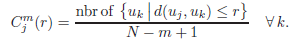 C_j^m(r) = \frac{\text{nbr of } \{u_k \mid d(u_j, u_k) \leq r\}}{N - m + 1} \quad \forall k.